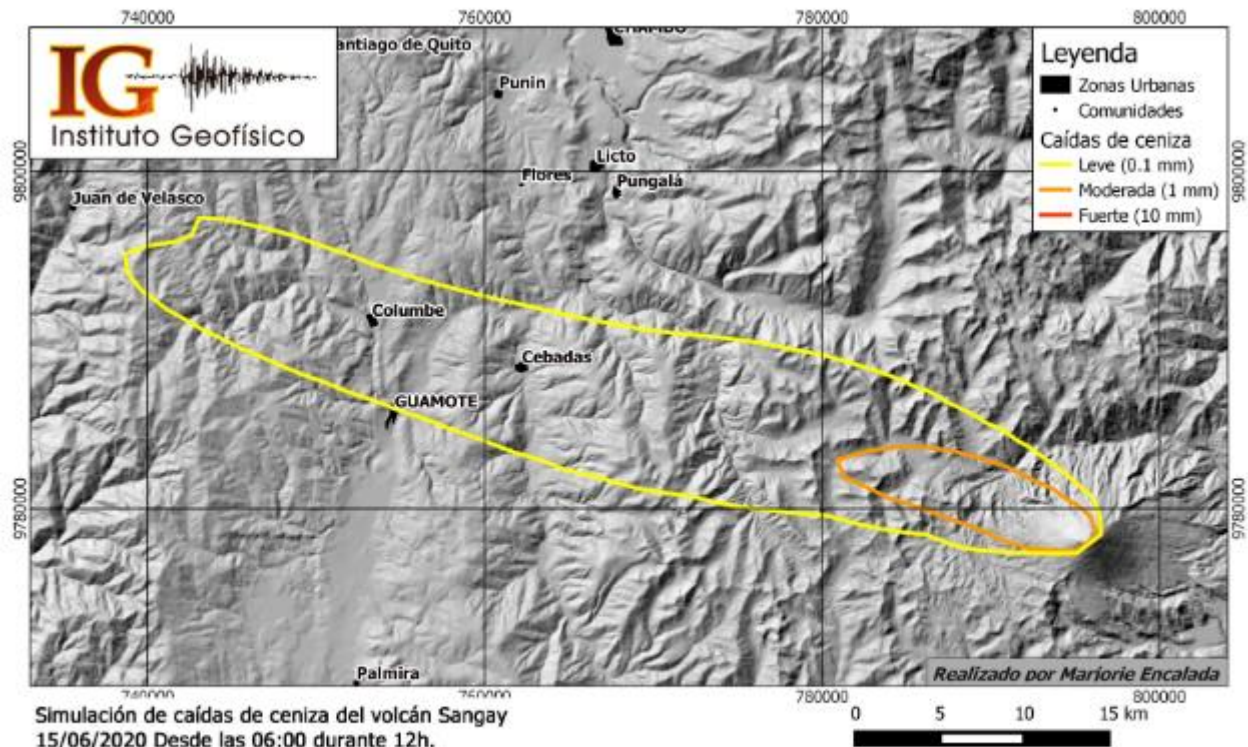 740000 760000 780000 800000
IG
Instituto Geofísico
antiago de Quito
CHAMBO
Punin
Licto
Flores
Pungalá
Juan de Velasco
Columbe
Cebadas
GUAMOTE
Palmira
Leyenda
Zonas Urbanas
Comunidades
Caídas de ceniza
Leve (0.1 mm)
Moderada (1 mm)
Fuerte (10 mm)
9800000
9800000
9780000
9780000
Realizado por Marjorie Encalada
740000 760000 780000 800000
Simulación de caídas de ceniza del volcán Sangay
15/06/2020 Desde las 06:00 durante 12h.
0 5 10 15 km